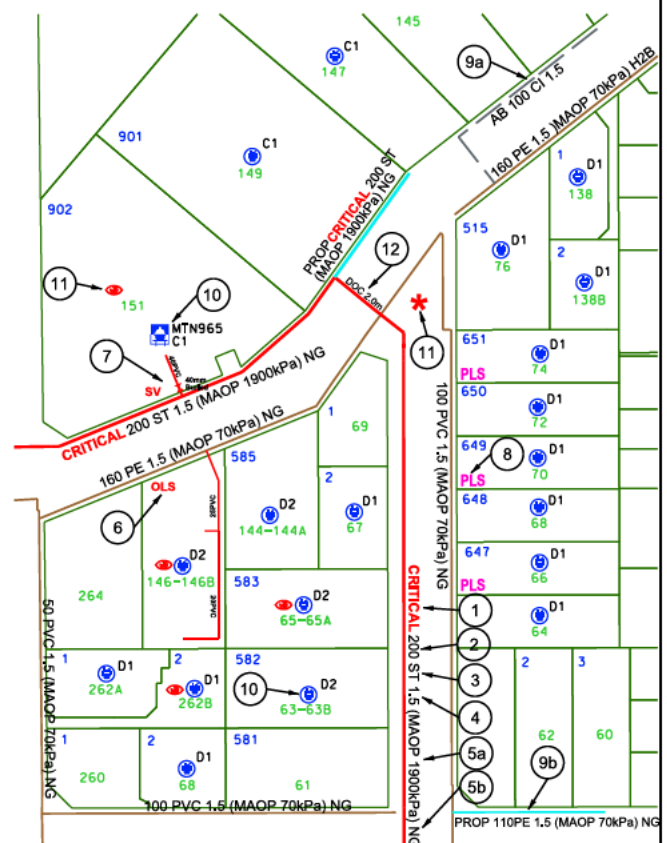 145
C1
147
9a
AB 100 CI 1.5
160 PE 1.5 )MAOP 70kPa) H2B
901
C1
149
PROP CRITICAL 200 ST
(MAOP 1900kPa) NG
1
D1
138
902
515
D1
76
2
D1
138B
12
DOC 2.0m
11
151
10
*
11
MTN965
C1
7
40PVC
40mm
SV
CRITICAL 200 ST 1.5 (MAOP 1900kPa) NG
160 PE 1.5 (MAOP 70kPa) NG
651
D1
PLS
74
650
D1
72
100 PVC 1.5 (MAOP 70kPa) NG
1
69
649
D1
8
PLS
70
585
2
D1
67
OLS
6
D2
144-144A
648
D1
68
D2
146-146B
647
D1
PLS
66
264
583
D2
65-65A
D1
64
CRITICAL 200 ST 1.5 (MAOP 1900kPa) NG
1
2
3
4
5a
5b
50 PVC 1.5 (MAOP 70kPa) NG
1
D1
262A
2
D1
262B
582
10
D2
63-63B
2
62
3
60
1
260
2
D1
68
581
61
9b
100 PVC 1.5 (MAOP 70kPa) NG
PROP 110PE 1.5 (MAOP 70kPa) NG